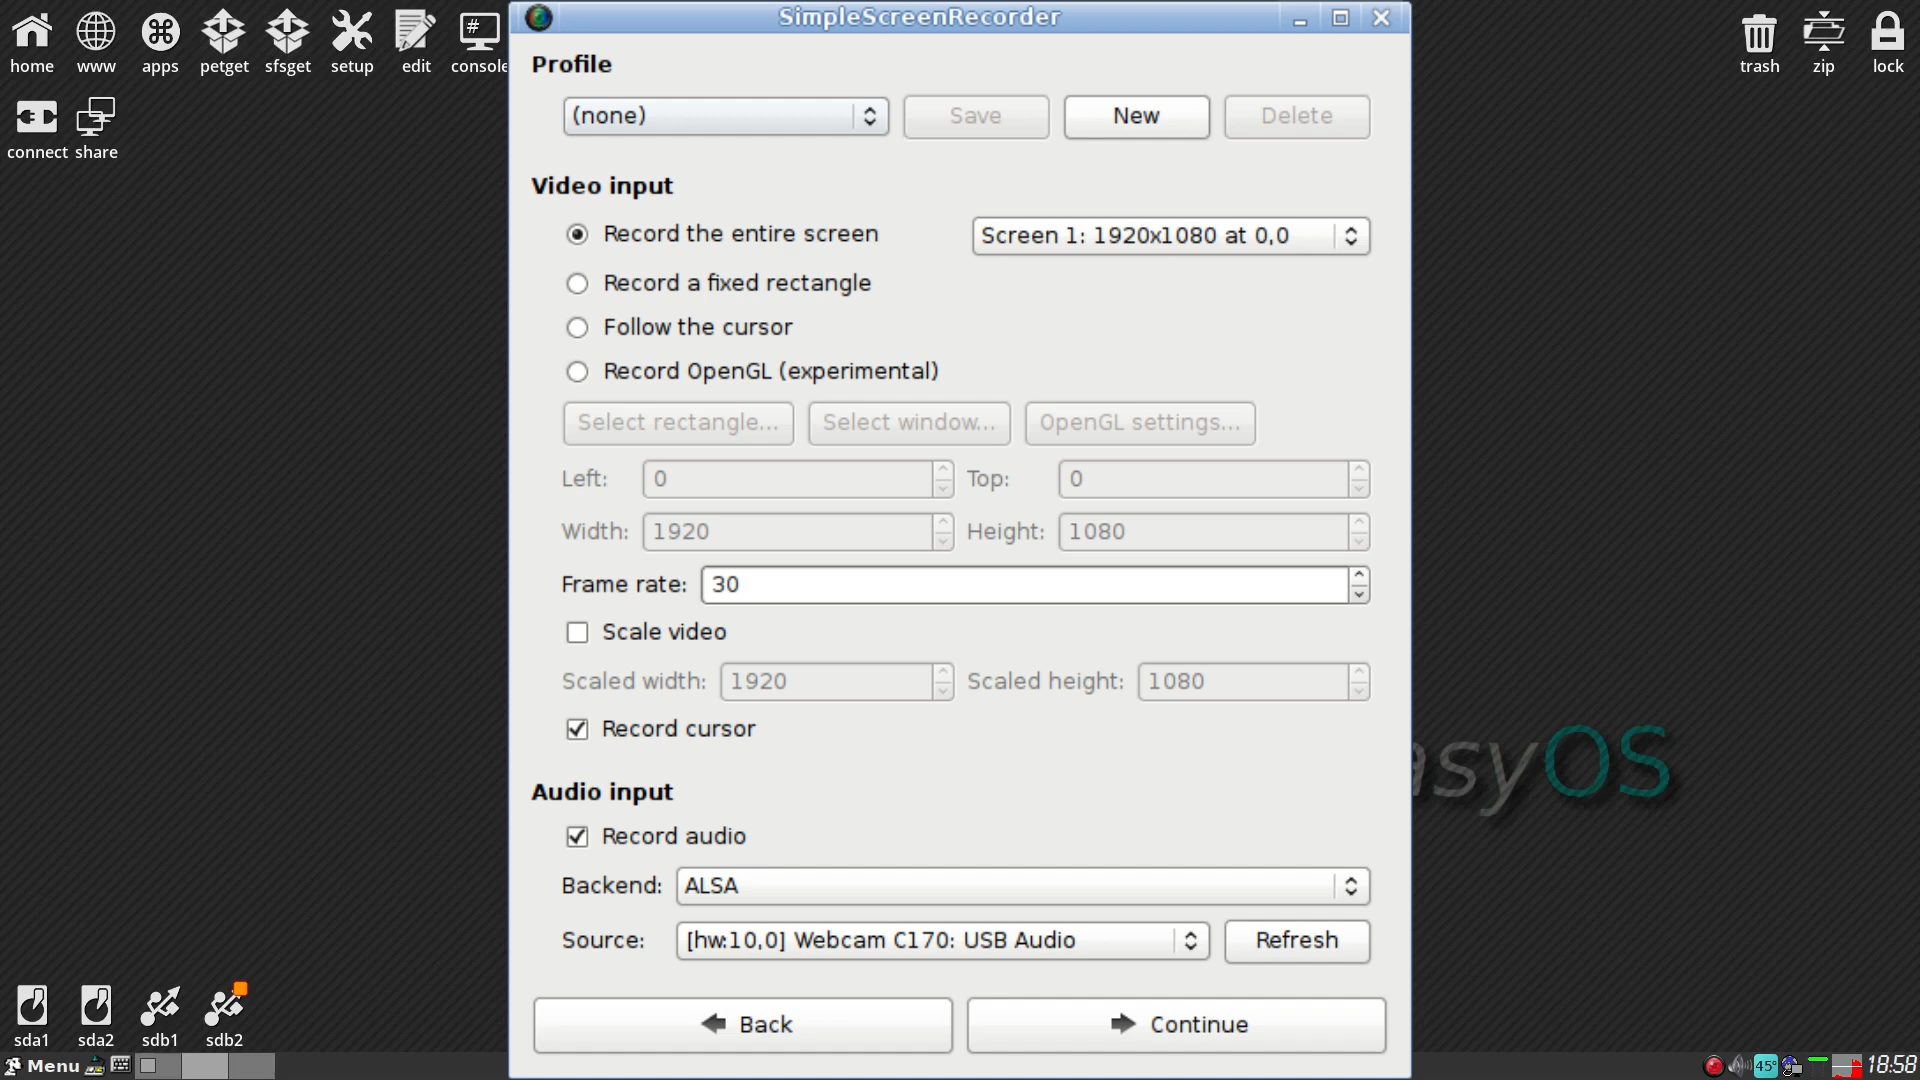 SimpleScreenRecorder
home www apps petget sfsget setup edit console
trash zip lock
connect share
Profile
(none) Save New Delete
Video input
Record the entire screen Screen 1: 1920x1080 at 0,0
Record a fixed rectangle
Follow the cursor
Record OpenGL (experimental)
Select rectangle... Select window... OpenGL settings...
Left: 0 Top: 0
Width: 1920 Height: 1080
Frame rate: 30
Scale video
Scaled width: 1920 Scaled height: 1080
Record cursor
asyOS
Audio input
Record audio
Backend: ALSA
Source: [hw:10,0] Webcam C170: USB Audio Refresh
Back Continue
sda1 sda2 sdb1 sdb2
Menu 45° 18:58